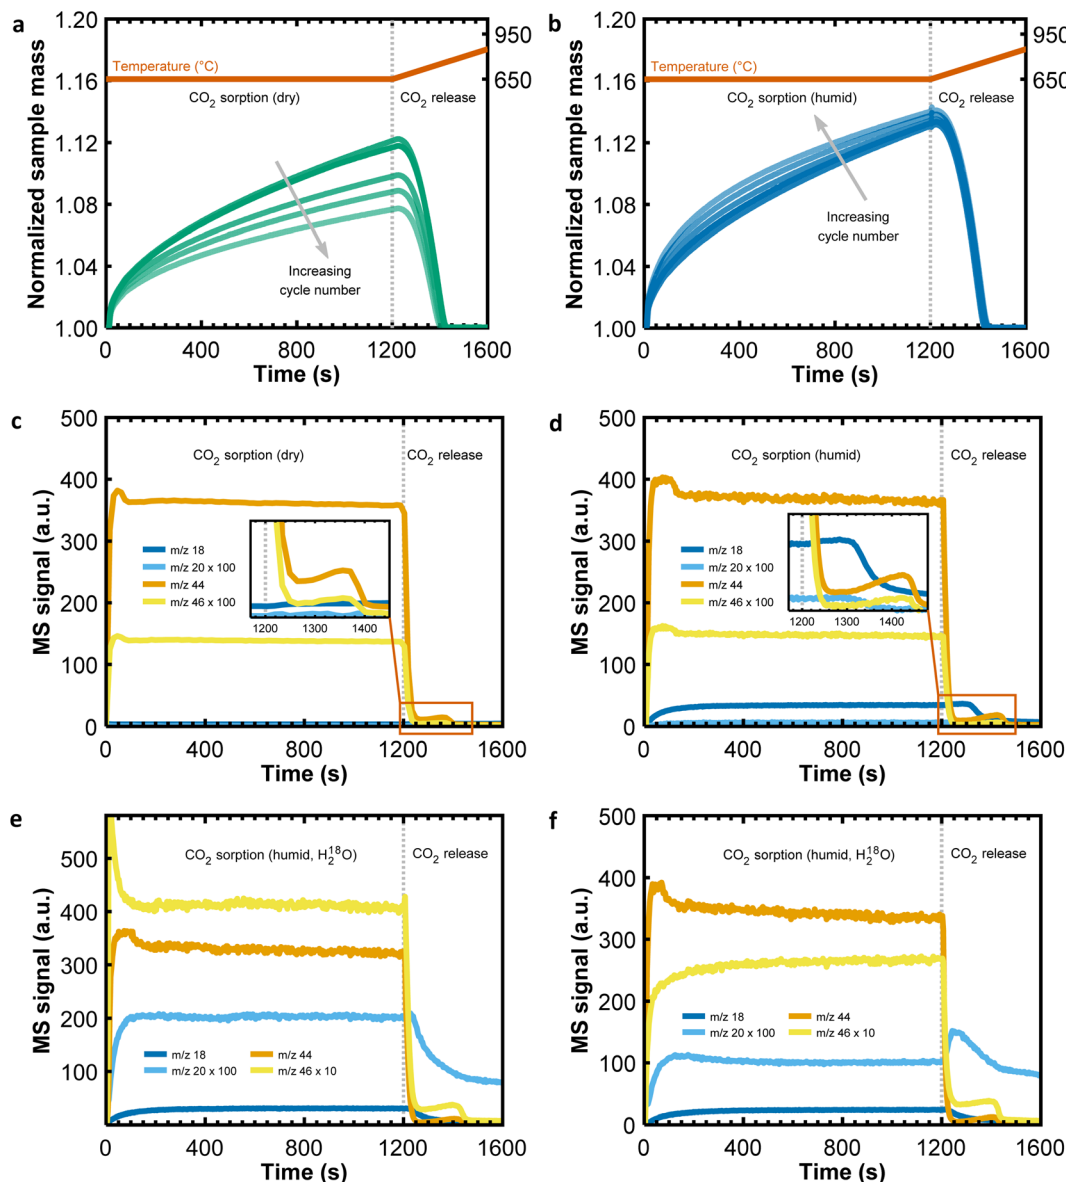 a
1.20
1.16
1.12
1.08
1.04
1.00
Normalized sample mass
950
650
Temperature (°C)
CO2 sorption (dry)
CO2 release
Increasing
cycle number
0 400 800 1200 1600
Time (s)
b
1.20
1.16
1.12
1.08
1.04
1.00
Normalized sample mass
950
650
Temperature (°C)
CO2 sorption (humid)
CO2 release
Increasing
cycle number
0 400 800 1200 1600
Time (s)
c
500
400
300
200
100
0
MS signal (a.u.)
CO2 sorption (dry)
CO2 release
m/z 18
m/z 20 x 100
m/z 44
m/z 46 x 100
1200 1300 1400
0 400 800 1200 1600
Time (s)
d
500
400
300
200
100
0
MS signal (a.u.)
CO2 sorption (humid)
CO2 release
m/z 18
m/z 20 x 100
m/z 44
m/z 46 x 100
1200 1300 1400
0 400 800 1200 1600
Time (s)
e
500
400
300
200
100
MS signal (a.u.)
CO2 sorption (humid, H2^18O)
CO2 release
m/z 18
m/z 20 x 100
m/z 44
m/z 46 x 10
0 400 800 1200 1600
Time (s)
f
500
400
300
200
100
0
MS signal (a.u.)
CO2 sorption (humid, H2^18O)
CO2 release
m/z 18
m/z 20 x 100
m/z 44
m/z 46 x 10
0 400 800 1200 1600
Time (s)